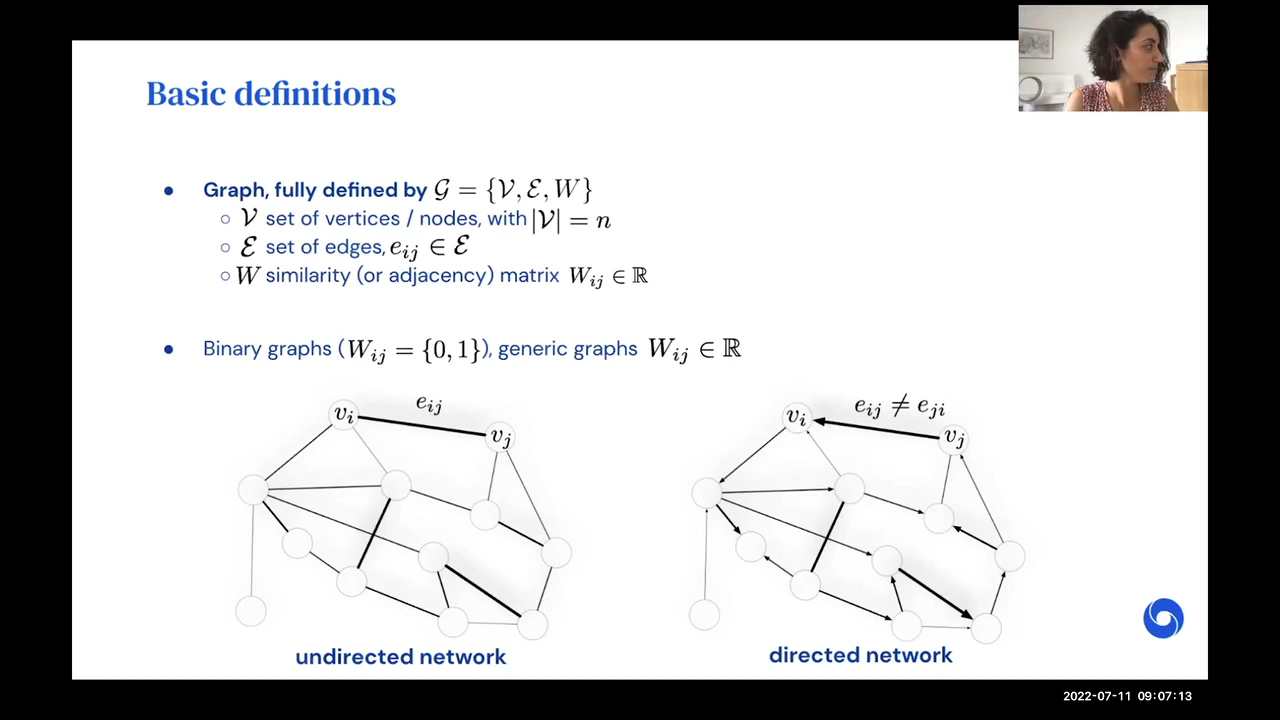 Basic definitions
● Graph, fully defined by 𝒢 = {𝒱, ℰ, W}
○ 𝒱 set of vertices / nodes, with |𝒱| = n
○ ℰ set of edges, eᵢⱼ ∈ ℰ
○ W similarity (or adjacency) matrix Wᵢⱼ ∈ ℝ
● Binary graphs (Wᵢⱼ = {0, 1}), generic graphs Wᵢⱼ ∈ ℝ
eᵢⱼ
vᵢ
vⱼ
undirected network
eᵢⱼ ≠ eⱼᵢ
vᵢ
vⱼ
directed network
2022-07-11 09:07:13